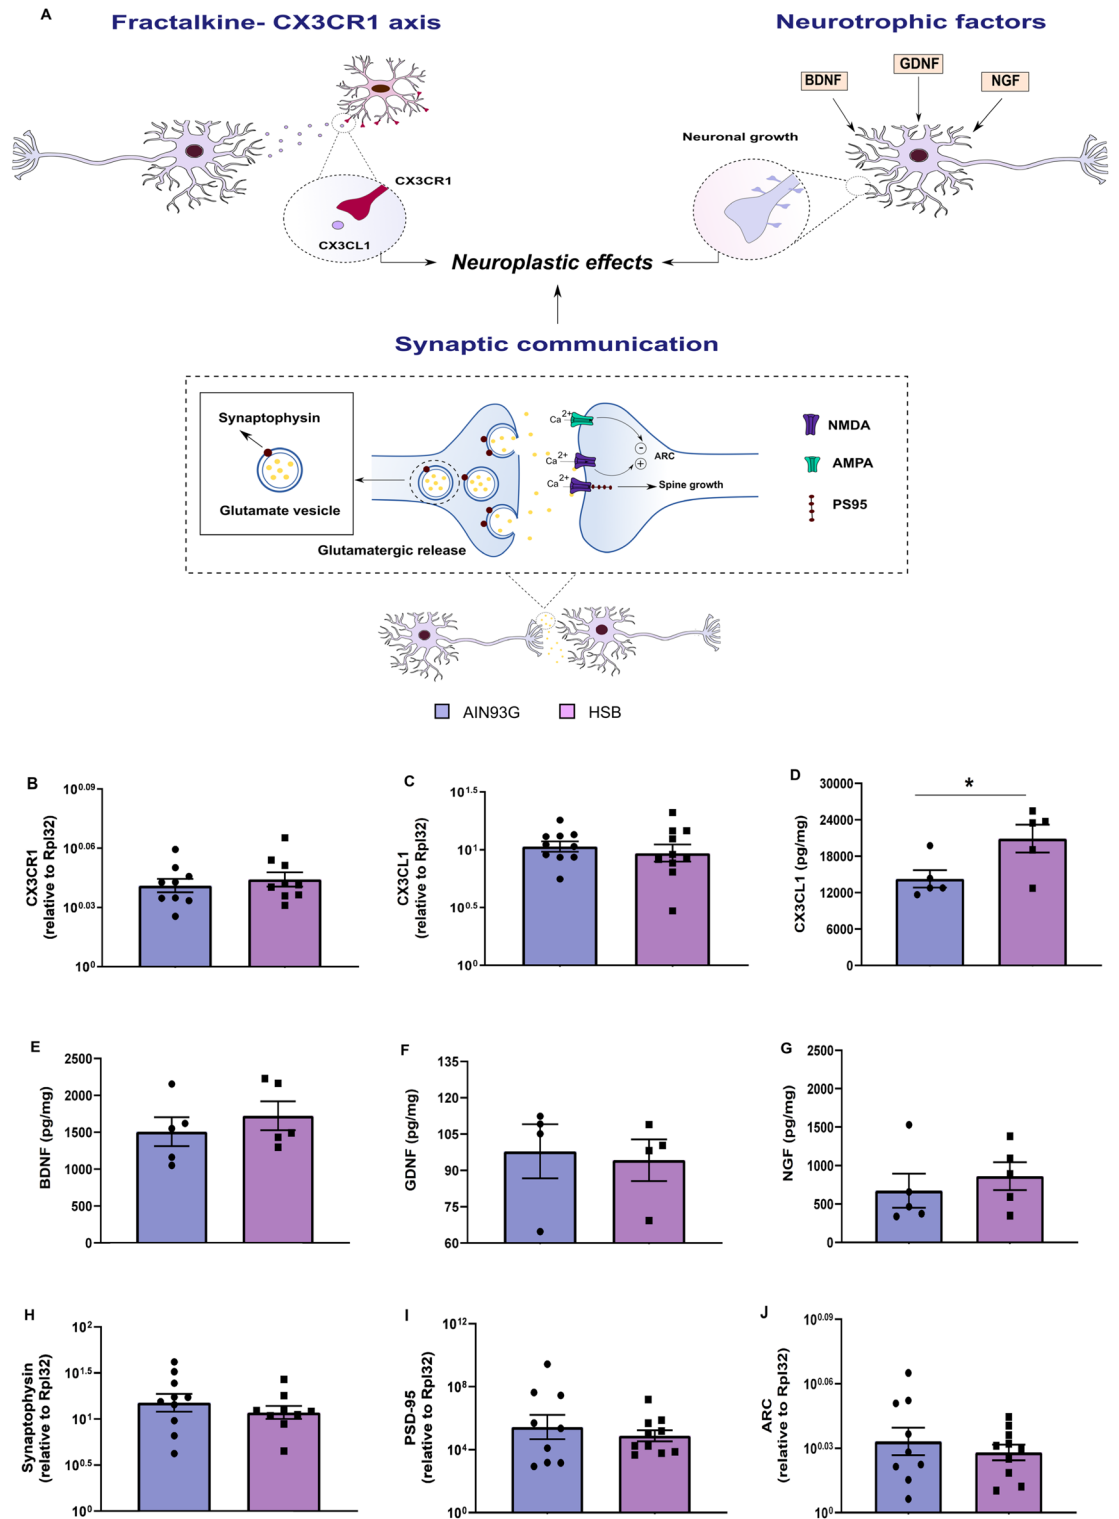 A
Fractalkine- CX3CR1 axis
Neurotrophic factors
BDNF
GDNF
NGF
Neuronal growth
CX3CR1
CX3CL1
Neuroplastic effects
Synaptic communication
Synaptophysin
Glutamate vesicle
Glutamatergic release
Ca2+
Ca2+
Ca2+
-
+
ARC
Spine growth
NMDA
AMPA
PS95
AIN93G
HSB
B
CX3CR1
(relative to Rpl32)
10^0.09
10^0.06
10^0.03
10^0
C
CX3CL1
(relative to Rpl32)
10^1.5
10^1
10^0.5
10^0
D
CX3CL1 (pg/mg)
30000
24000
18000
12000
6000
0
*
E
BDNF (pg/mg)
2500
2000
1500
1000
500
0
F
GDNF (pg/mg)
135
120
105
90
75
60
G
NGF (pg/mg)
2500
2000
1500
1000
500
0
H
Synaptophysin
(relative to Rpl32)
10^2
10^1.5
10^1
10^0.5
10^0
I
PSD-95
(relative to Rpl32)
10^12
10^8
10^4
10^0
J
ARC
(relative to Rpl32)
10^0.09
10^0.06
10^0.03
10^0